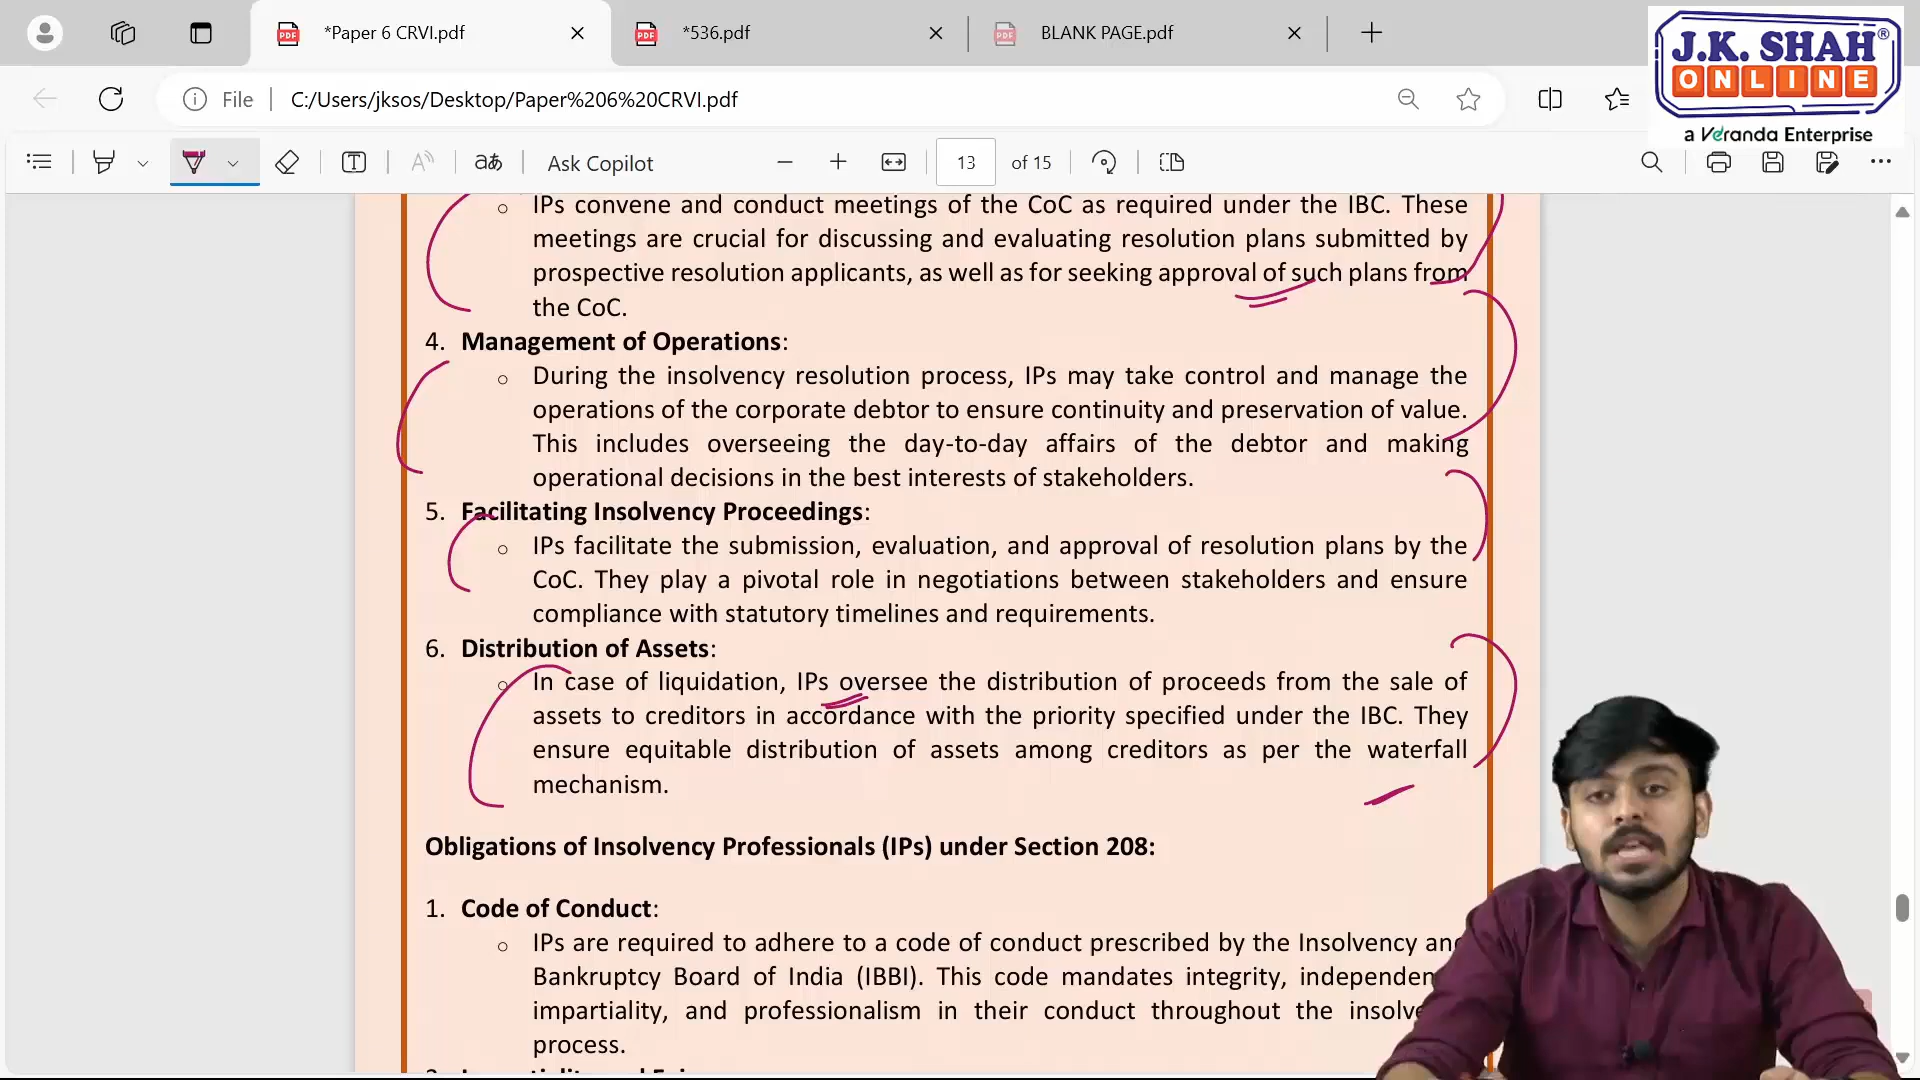 *Paper 6 CRVI.pdf
*536.pdf
BLANK PAGE.pdf
J.K. SHAH®
ONLINE
a Veranda Enterprise
File
C:/Users/jksos/Desktop/Paper%206%20CRVI.pdf
Ask Copilot
13 of 15
IPs convene and conduct meetings of the CoC as required under the IBC. These
meetings are crucial for discussing and evaluating resolution plans submitted by
prospective resolution applicants, as well as for seeking approval of such plans from
the CoC.
4. Management of Operations:
During the insolvency resolution process, IPs may take control and manage the
operations of the corporate debtor to ensure continuity and preservation of value.
This includes overseeing the day-to-day affairs of the debtor and making
operational decisions in the best interests of stakeholders.
5. Facilitating Insolvency Proceedings:
IPs facilitate the submission, evaluation, and approval of resolution plans by the
CoC. They play a pivotal role in negotiations between stakeholders and ensure
compliance with statutory timelines and requirements.
6. Distribution of Assets:
In case of liquidation, IPs oversee the distribution of proceeds from the sale of
assets to creditors in accordance with the priority specified under the IBC. They
ensure equitable distribution of assets among creditors as per the waterfall
mechanism.
Obligations of Insolvency Professionals (IPs) under Section 208:
1. Code of Conduct:
IPs are required to adhere to a code of conduct prescribed by the Insolvency and
Bankruptcy Board of India (IBBI). This code mandates integrity,
impartiality, and professionalism in their conduct throughout the
process.